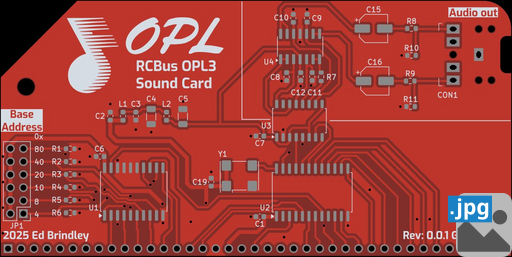 OPL
RCBus OPL3
Sound Card
Audio out
C15
R8
C10
C9
R10
U4
C16
R9
C8
R7
C12
C11
CON1
R11
Base
Address
C2
L1
C3
C4
L2
C5
U3
C7
0x
80
R1
C6
40
R2
Y1
20
R3
10
R4
C19
8
R5
4
R6
U1
U2
JP1
C1
2025 Ed Brindley
Rev: 0.0.1
.jpg